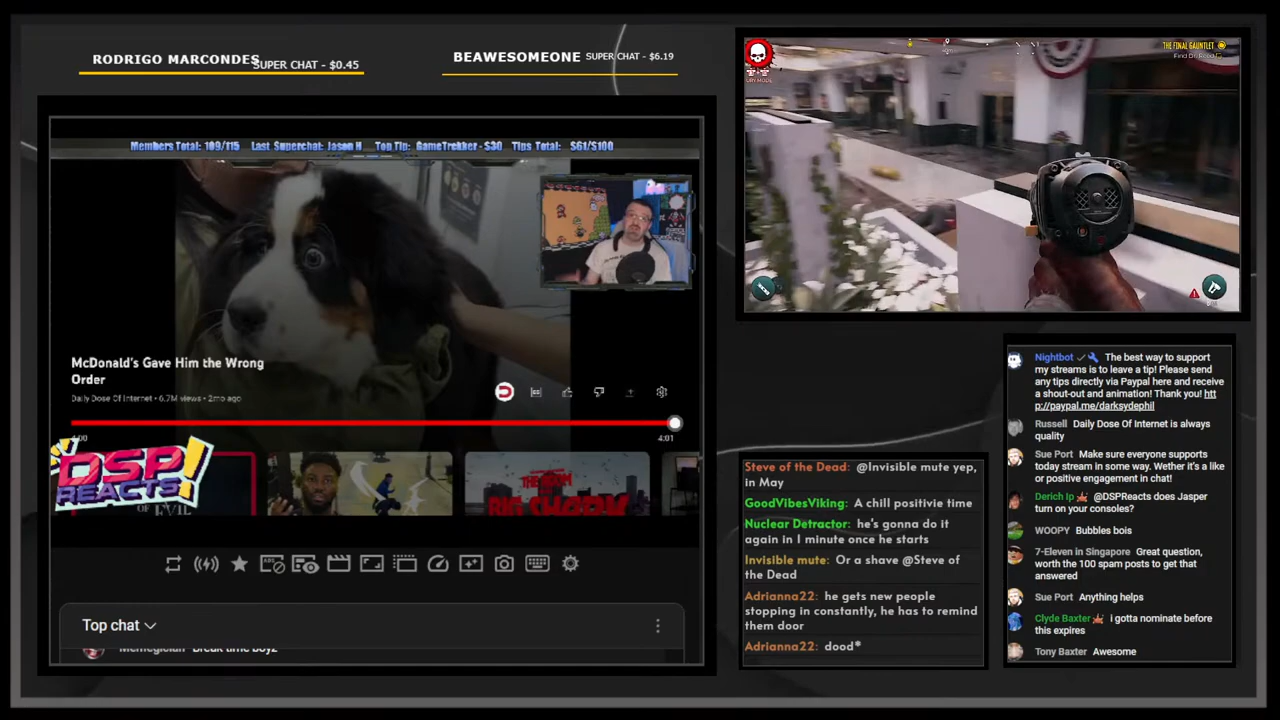 RODRIGO MARCONDES SUPER CHAT - $0.45
BEAWESOMEONE SUPER CHAT - $6.19
Members Total: 109/115 Last Superchat: Jason H Top Tip: GameTrekker - $30 Tips Total: $61/$100
McDonald's Gave Him the Wrong
Order
Daily Dose Of Internet • 6.7M views • 2mo ago
4:01
DSP
REACTS!
OF EVIL
BIG SHARK
Top chat
Break time boyz
THE FINAL GAUNTLET
Find Dr. Reed
FURY MODE
Steve of the Dead: @Invisible mute yep,
in May
GoodVibesViking: A chill positivie time
Nuclear Detractor: he's gonna do it
again in 1 minute once he starts
Invisible mute: Or a shave @Steve of
the Dead
Adrianna22: he gets new people
stopping in constantly, he has to remind
them door
Adrianna22: dood*
Nightbot The best way to support
my streams is to leave a tip! Please send
any tips directly via Paypal here and receive
a shout-out and animation! Thank you! htt
p://paypal.me/darksydephil
Russell Daily Dose Of Internet is always
quality
Sue Port Make sure everyone supports
today stream in some way. Wether it's a like
or positive engagement in chat!
Derich Ip @DSPReacts does Jasper
turn on your consoles?
WOOPY Bubbles bois
7-Eleven in Singapore Great question,
worth the 100 spam posts to get that
answered
Sue Port Anything helps
Clyde Baxter I gotta nominate before
this expires
Tony Baxter Awesome